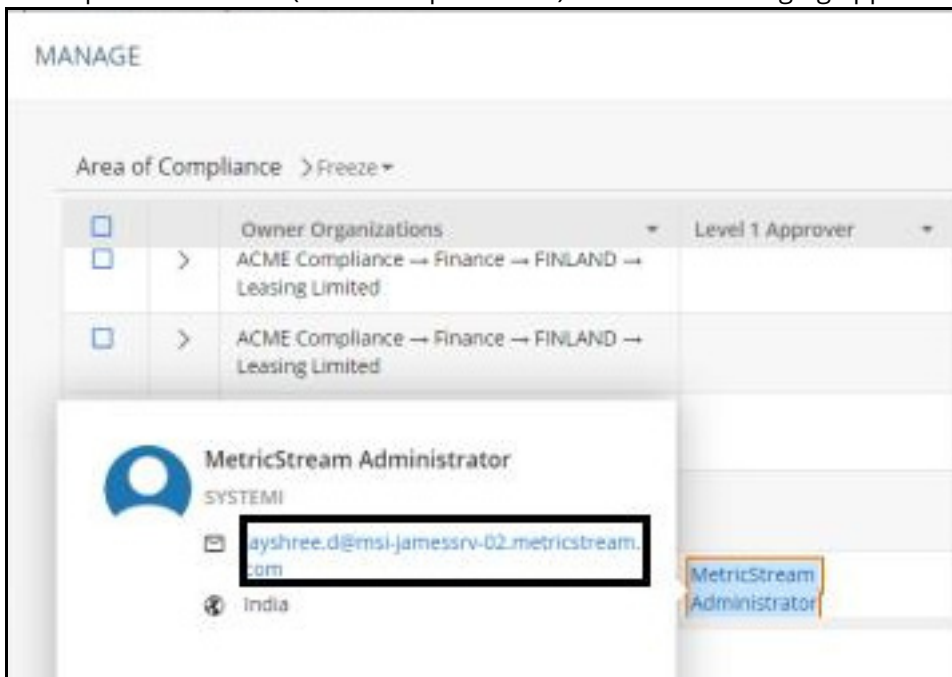 MANAGE
Area of Compliance > Freeze
Owner Organizations
Level 1 Approver
ACME Compliance → Finance → FINLAND →
Leasing Limited
ACME Compliance → Finance → FINLAND →
Leasing Limited
MetricStream Administrator
SYSTEMI
ayshree.d@msi-jamessrv-02.metricstream.
com
India
MetricStream
Administrator